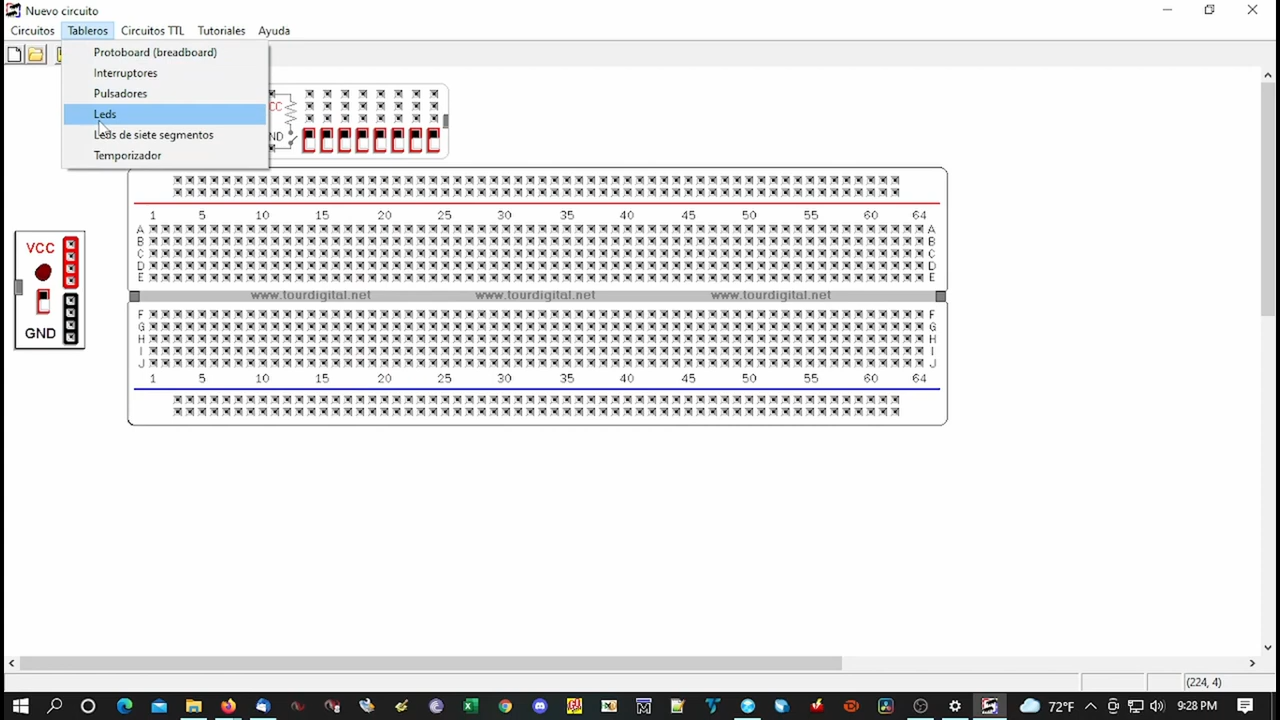 Nuevo circuito
Circuitos Tableros Circuitos TTL Tutoriales Ayuda
Protoboard (breadboard)
Interruptores
Pulsadores
Leds
Leds de siete segmentos
Temporizador
1 5 10 15 20 25 30 35 40 45 50 55 60 64
A A
B B
C C
D D
E E
VCC
www.tourdigital.net www.tourdigital.net www.tourdigital.net
F F
G G
H H
I I
J J
GND
1 5 10 15 20 25 30 35 40 45 50 55 60 64
(224, 4)
72°F 9:28 PM